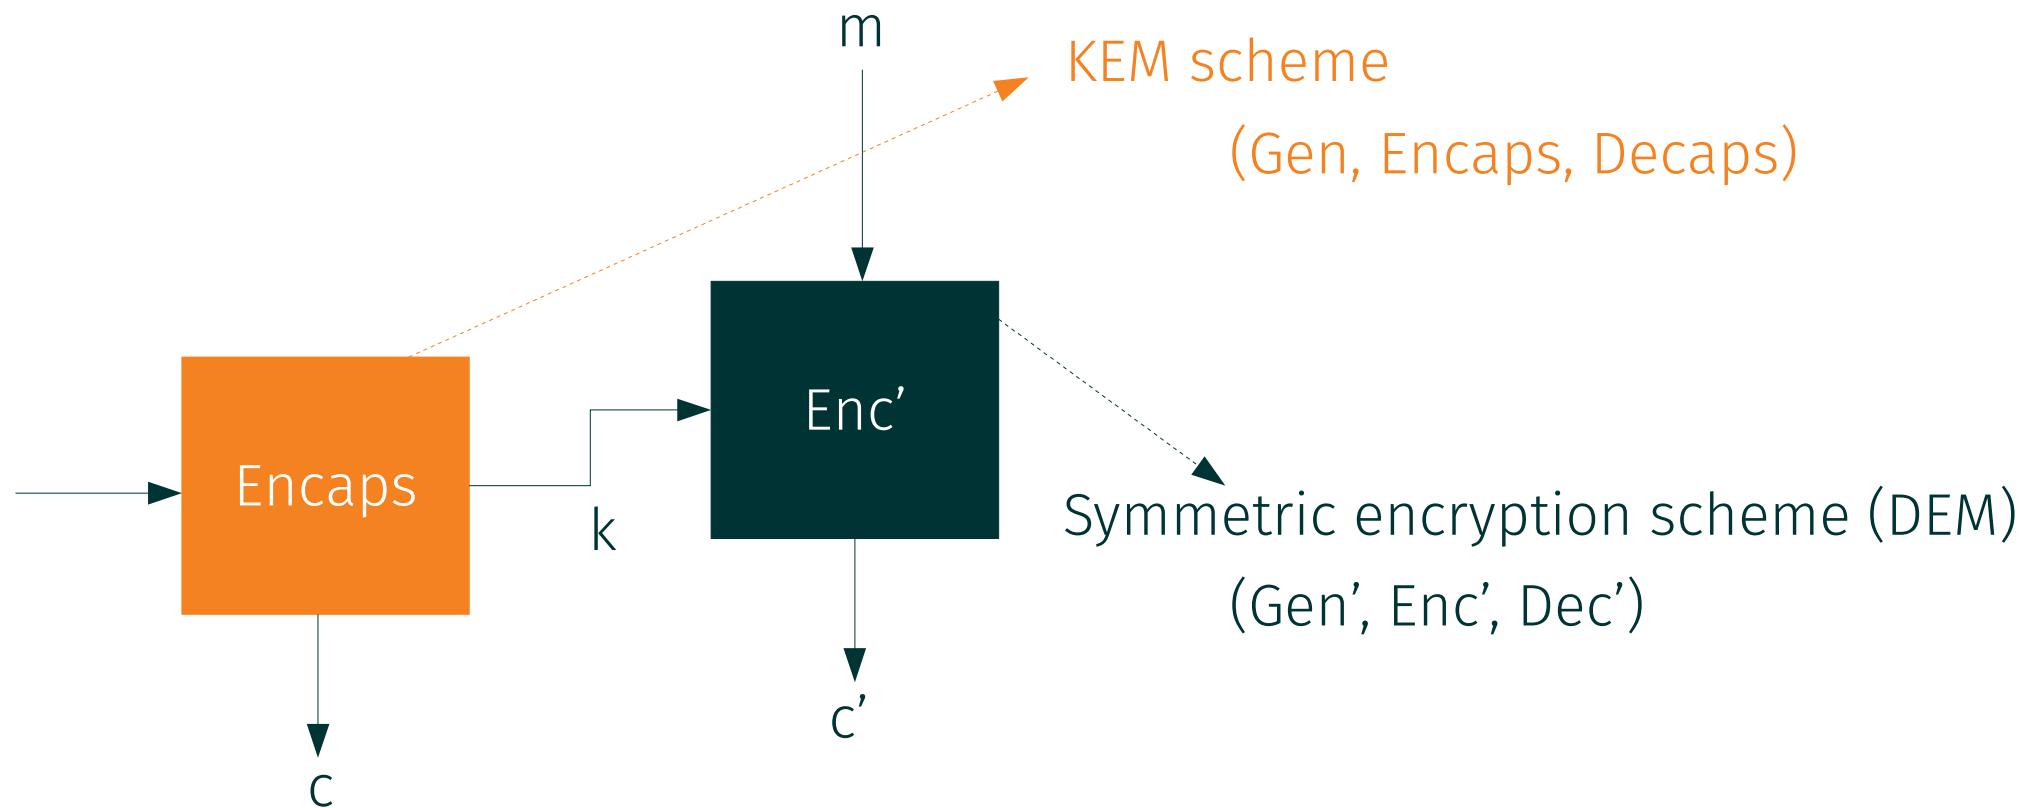 m
KEM scheme
(Gen, Encaps, Decaps)
Enc’
Encaps
k
Symmetric encryption scheme (DEM)
(Gen’, Enc’, Dec’)
c’
c